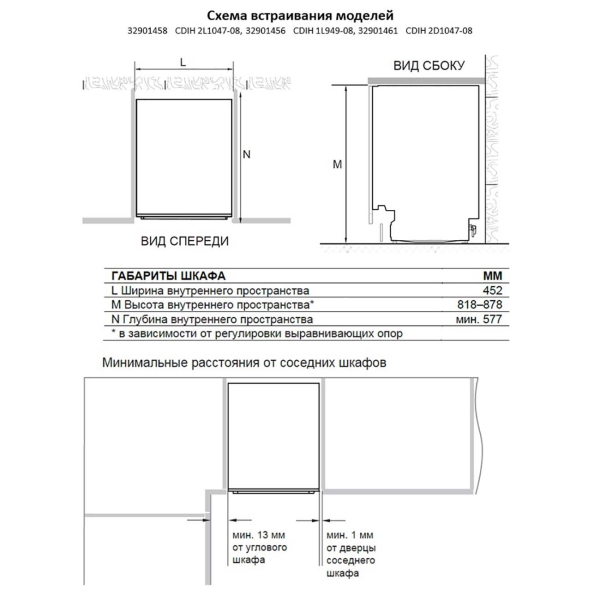 Схема встраивания моделей
32901458 CDIH 2L1047-08, 32901456 CDIH 1L949-08, 32901461 CDIH 2D1047-08
L
ВИД СБОКУ
N
M
ВИД СПЕРЕДИ
ГАБАРИТЫ ШКАФА ММ
L Ширина внутреннего пространства 452
M Высота внутреннего пространства* 818–878
N Глубина внутреннего пространства мин. 577
* в зависимости от регулировки выравнивающих опор
Минимальные расстояния от соседних шкафов
мин. 13 мм мин. 1 мм
от углового от дверцы
шкафа соседнего
шкафа